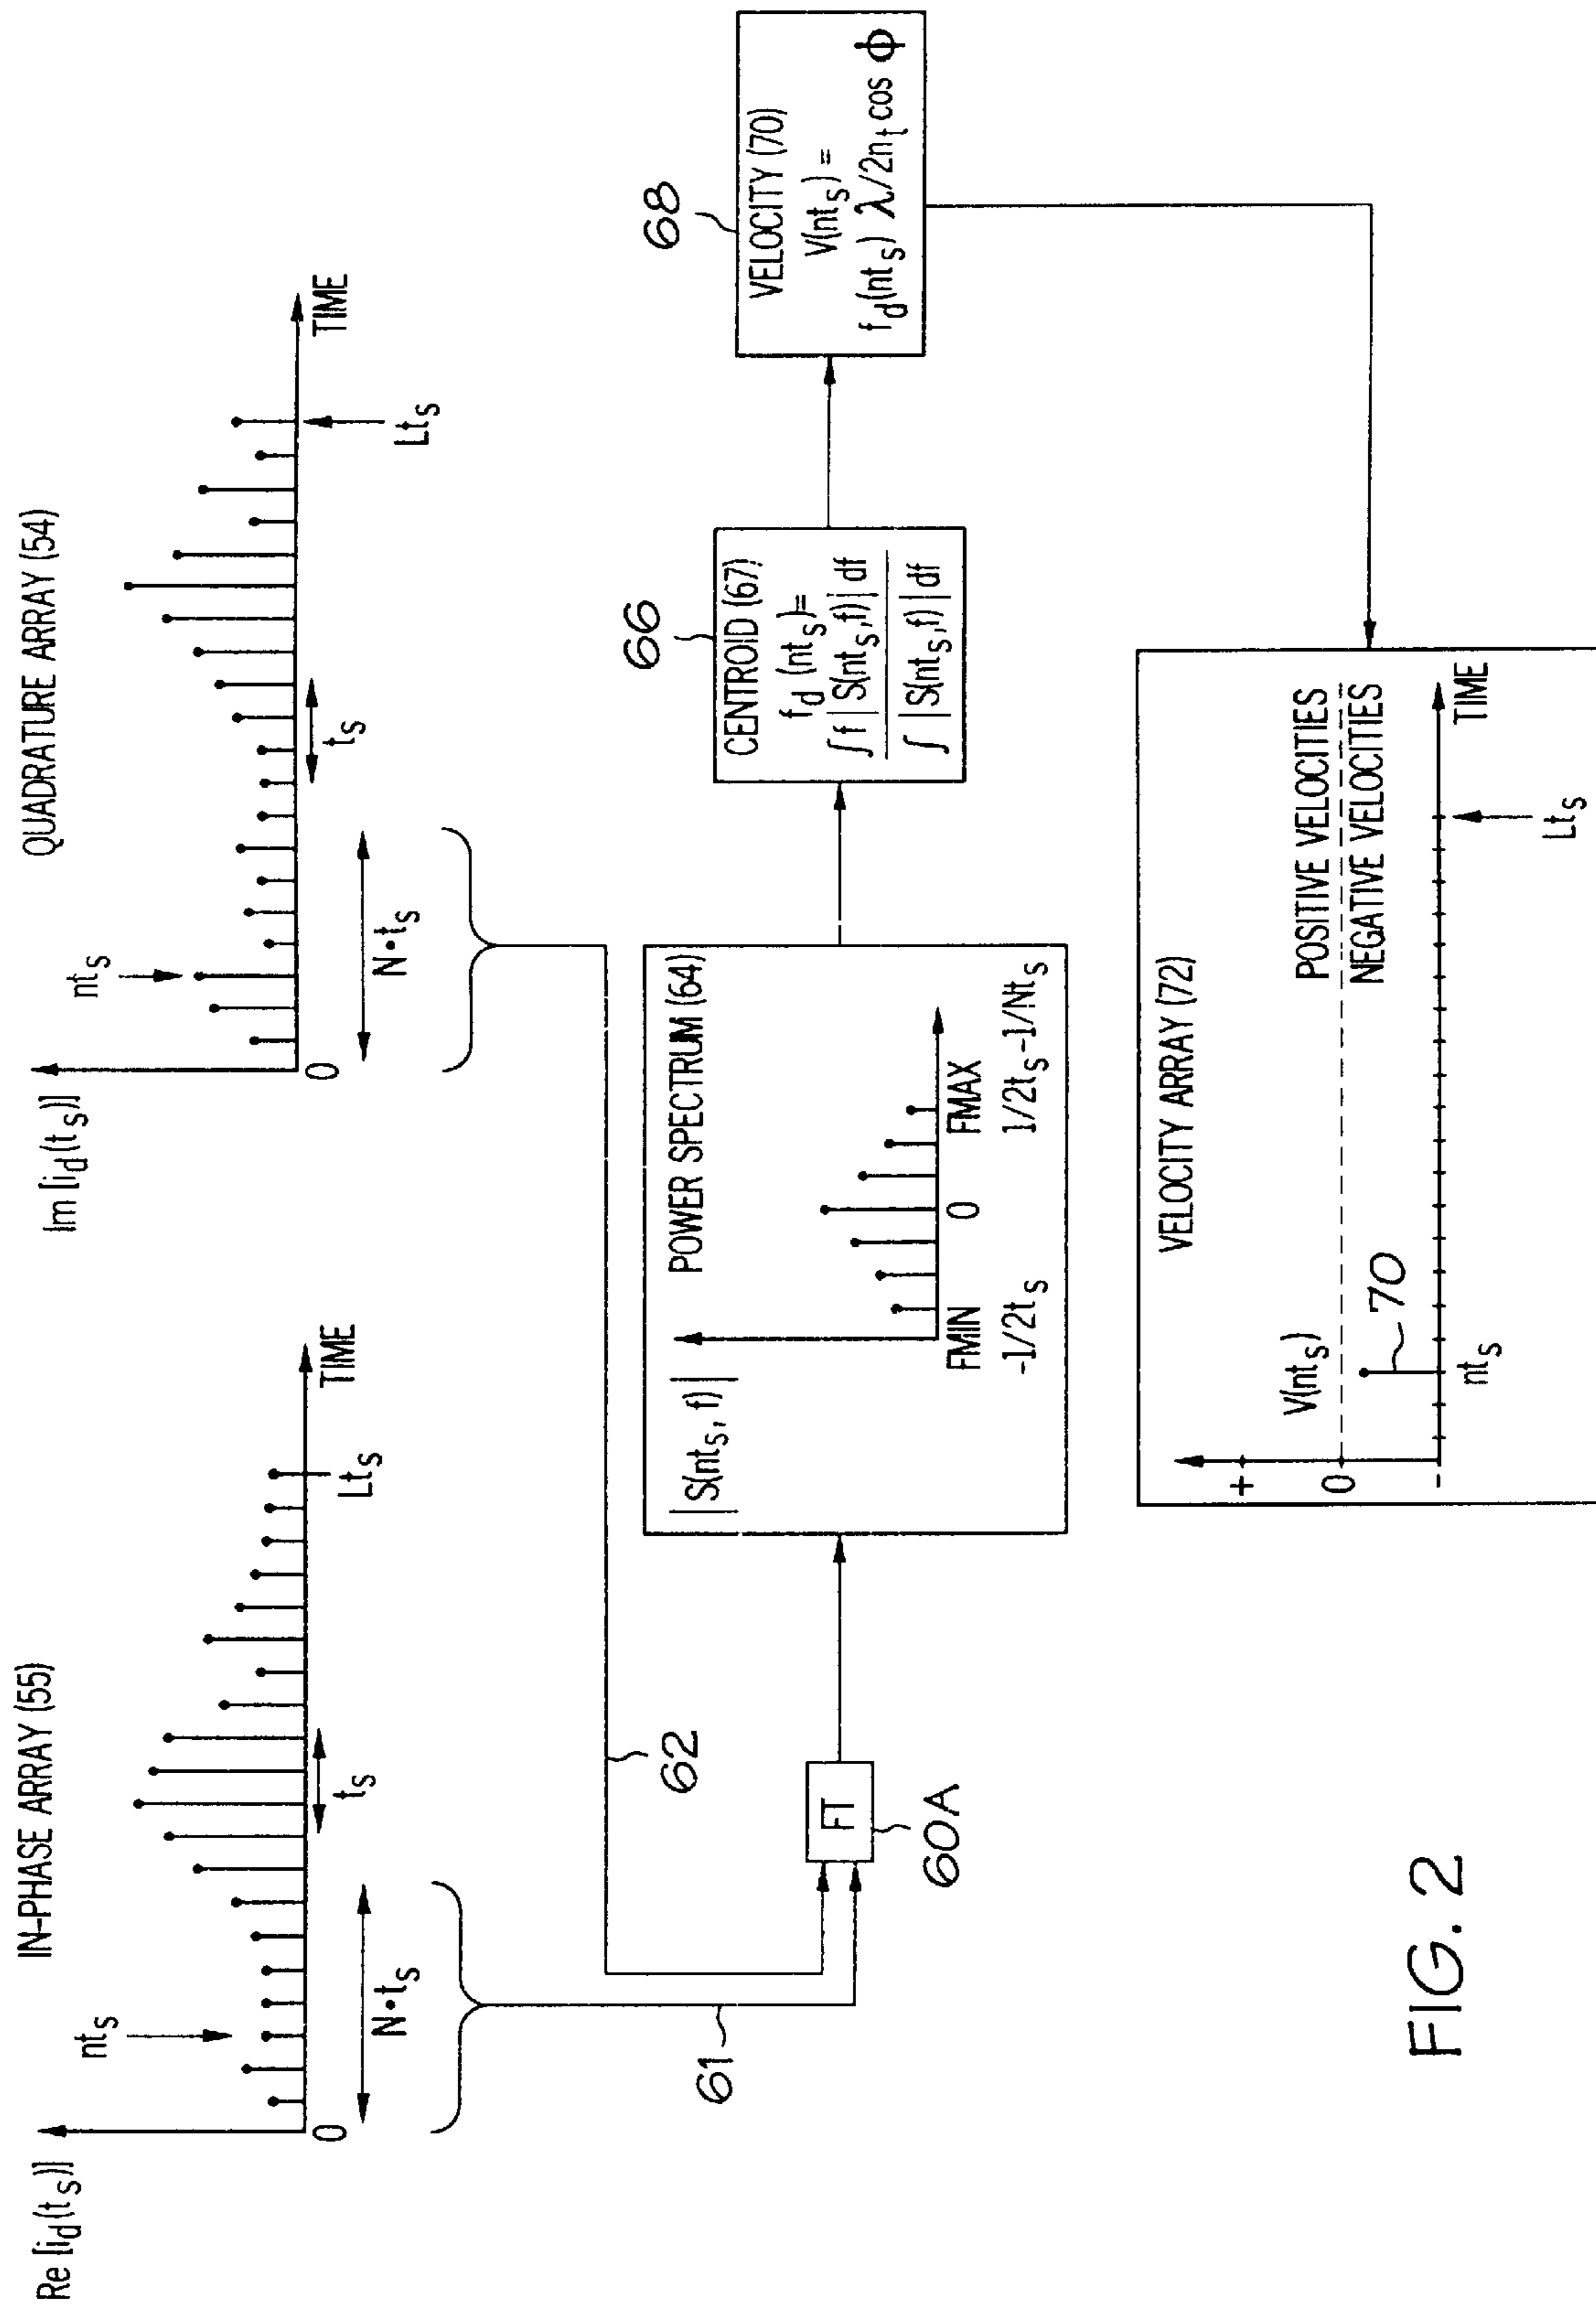 IN-PHASE ARRAY (55)
Re [i_d(t_s)]
nt_s
0
N•t_s
t_s
Lt_s
TIME
QUADRATURE ARRAY (54)
Im [i_d(t_s)]
nt_s
0
N•t_s
t_s
Lt_s
TIME
61
62
FT
60A
POWER SPECTRUM (64)
|S(nt_s, f)|
FMIN
0
FMAX
-1/2t_s
1/2t_s-1/Nt_s
66
CENTROID (67)
f_d (nt_s)=
∫f|S(nt_s,f)|df
∫|S(nt_s,f)|df
68
VELOCITY (70)
V(nt_s) =
f_d(nt_s) λ/2n_t cos Φ
VELOCITY ARRAY (72)
+
0
-
V(nt_s)
70
POSITIVE VELOCITIES
NEGATIVE VELOCITIES
nt_s
Lt_s
TIME
FIG. 2